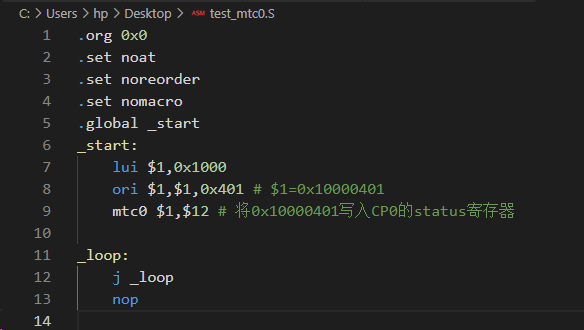 C: > Users > hp > Desktop > ASM test_mtc0.S
1 .org 0x0
2 .set noat
3 .set noreorder
4 .set nomacro
5 .global _start
6 _start:
7 lui $1,0x1000
8 ori $1,$1,0x401 # $1=0x10000401
9 mtc0 $1,$12 # 将0x10000401写入CP0的status寄存器
10
11 _loop:
12 j _loop
13 nop
14